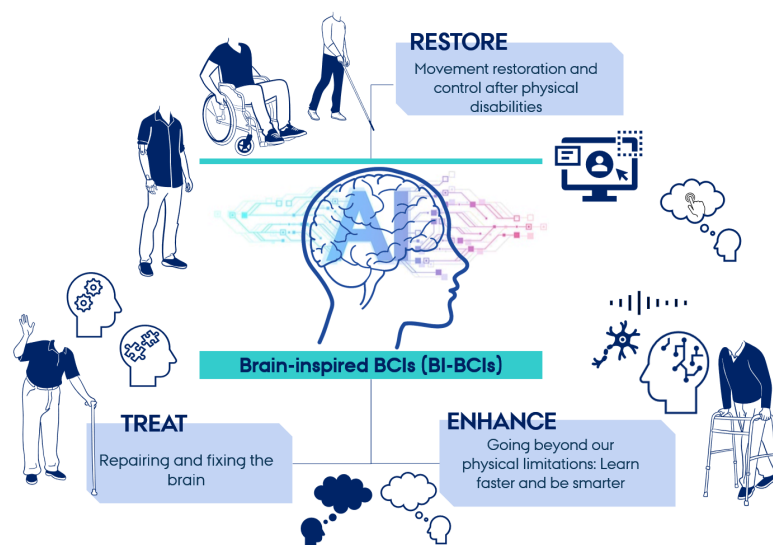 RESTORE
Movement restoration and
control after physical
disabilities
AI
Brain-inspired BCIs (BI-BCIs)
TREAT
Repairing and fixing the
brain
ENHANCE
Going beyond our
physical limitations: Learn
faster and be smarter